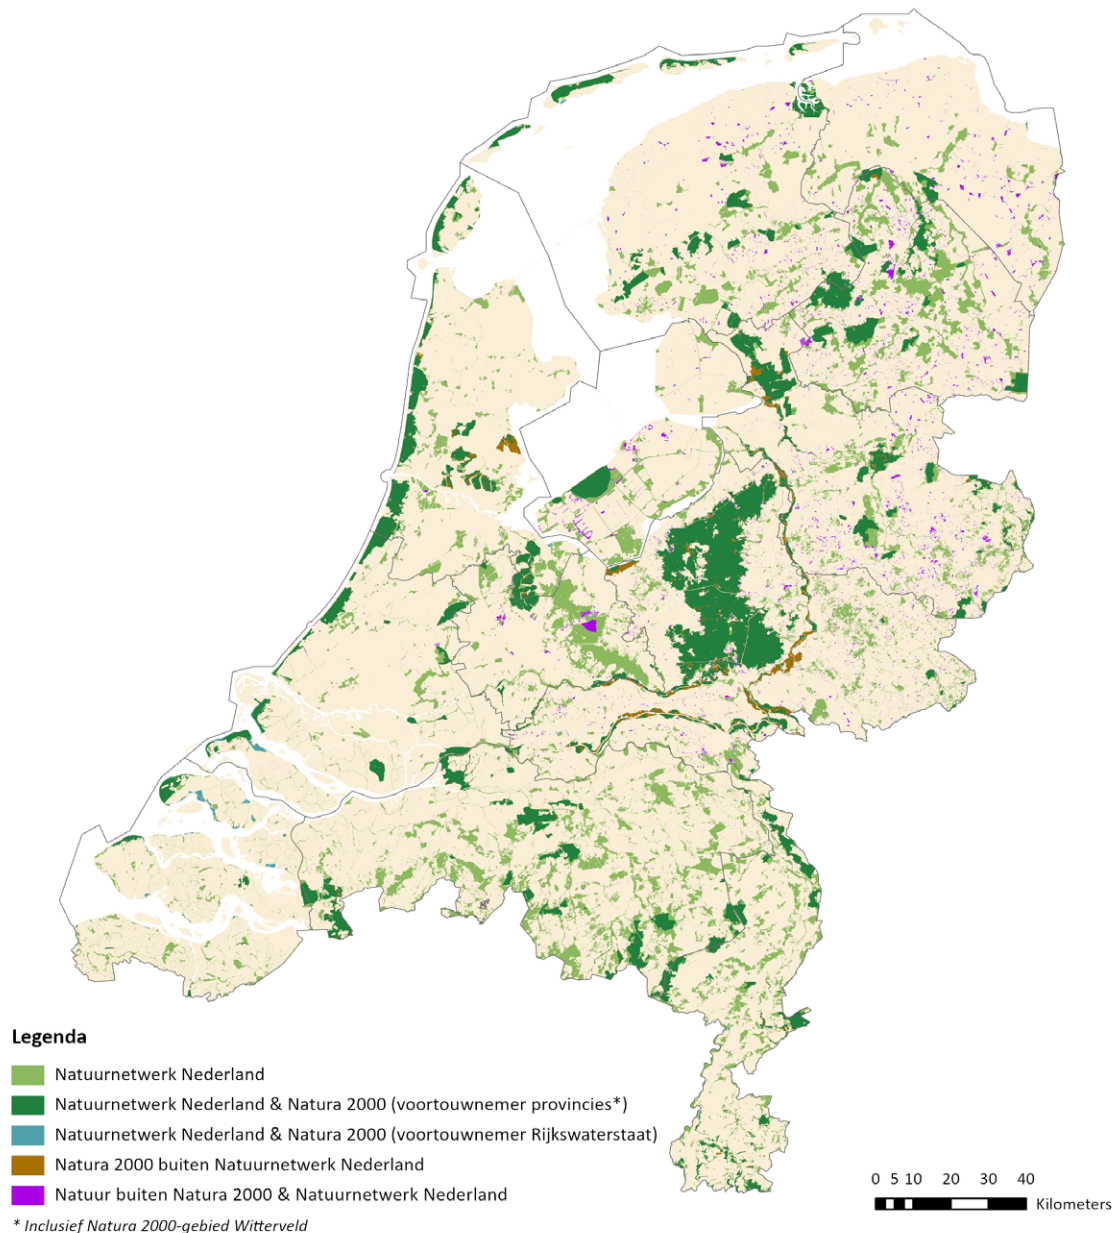 Legenda
Natuurnetwerk Nederland
Natuurnetwerk Nederland & Natura 2000 (voortouwnemer provincies*)
Natuurnetwerk Nederland & Natura 2000 (voortouwnemer Rijkswaterstaat)
Natura 2000 buiten Natuurnetwerk Nederland
Natuur buiten Natura 2000 & Natuurnetwerk Nederland
* Inclusief Natura 2000-gebied Witterveld
0 5 10 20 30 40
Kilometers